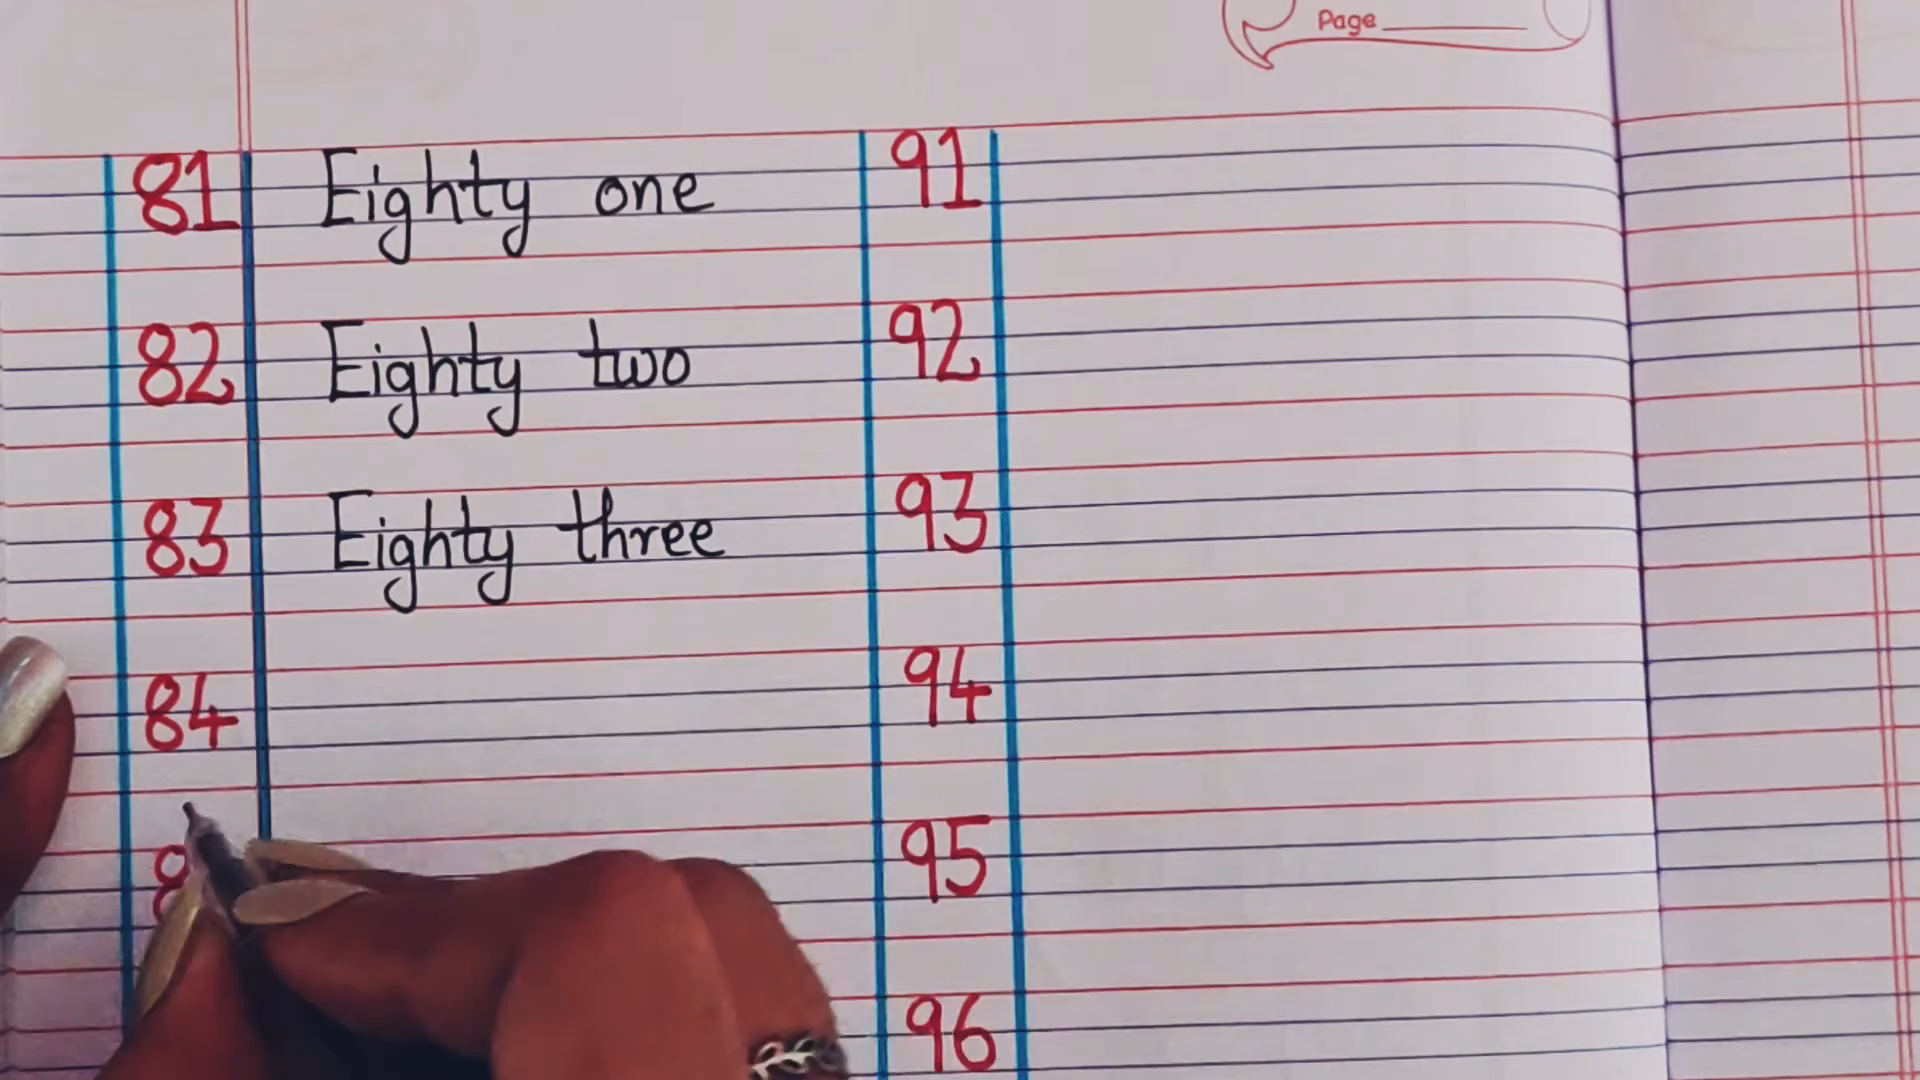 Page
81 Eighty one 91
82 Eighty two 92
83 Eighty three 93
84 94
95
96